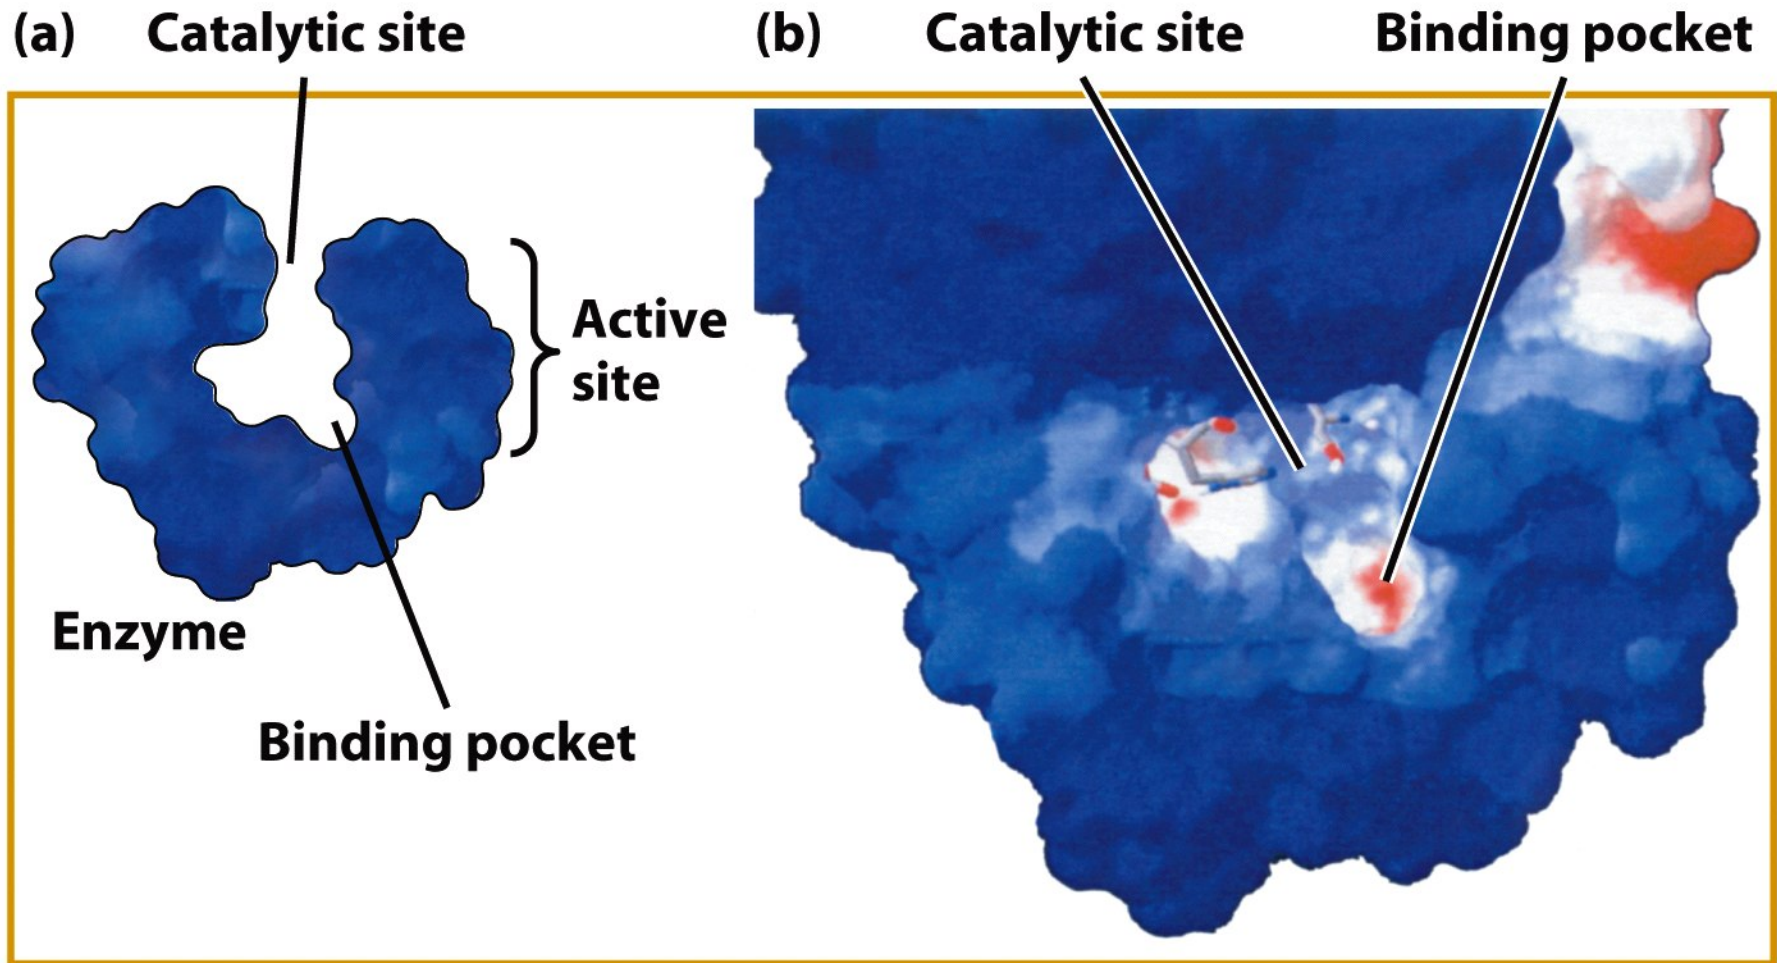 (a) Catalytic site
(b) Catalytic site Binding pocket
Active
site
Enzyme
Binding pocket